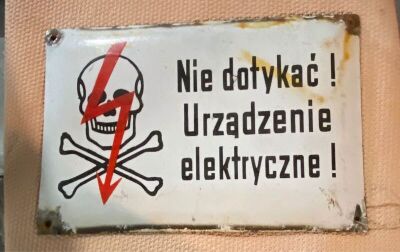 Nie dotykać !
Urządzenie
elektryczne !